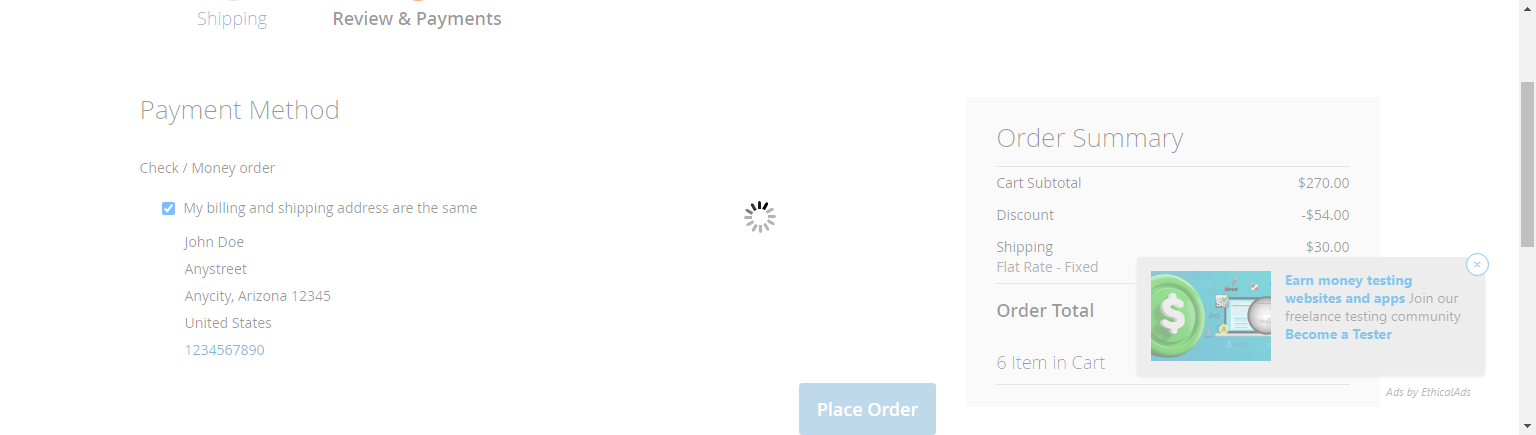 Shipping
Review & Payments
Payment Method
Check / Money order
My billing and shipping address are the same
John Doe
Anystreet
Anycity, Arizona 12345
United States
1234567890
Place Order
Order Summary
Cart Subtotal $270.00
Discount -$54.00
Shipping $30.00
Flat Rate - Fixed
Order Total
6 Item in Cart
Earn money testing
websites and apps Join our
freelance testing community
Become a Tester
Ads by EthicalAds